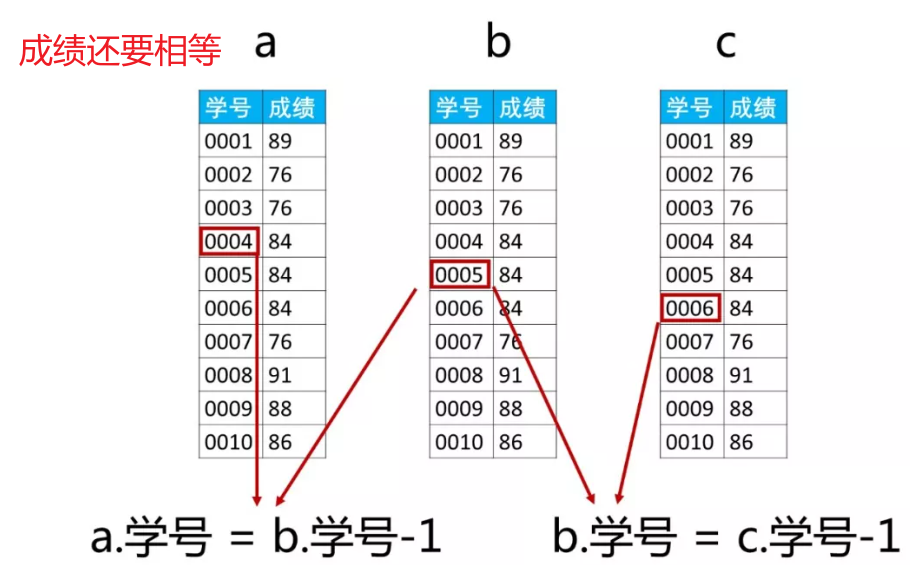 成绩还要相等
a b c
学号 成绩 学号 成绩 学号 成绩
0001 89 0001 89 0001 89
0002 76 0002 76 0002 76
0003 76 0003 76 0003 76
0004 84 0004 84 0004 84
0005 84 0005 84 0005 84
0006 84 0006 84 0006 84
0007 76 0007 76 0007 76
0008 91 0008 91 0008 91
0009 88 0009 88 0009 88
0010 86 0010 86 0010 86
a.学号 = b.学号-1 b.学号 = c.学号-1